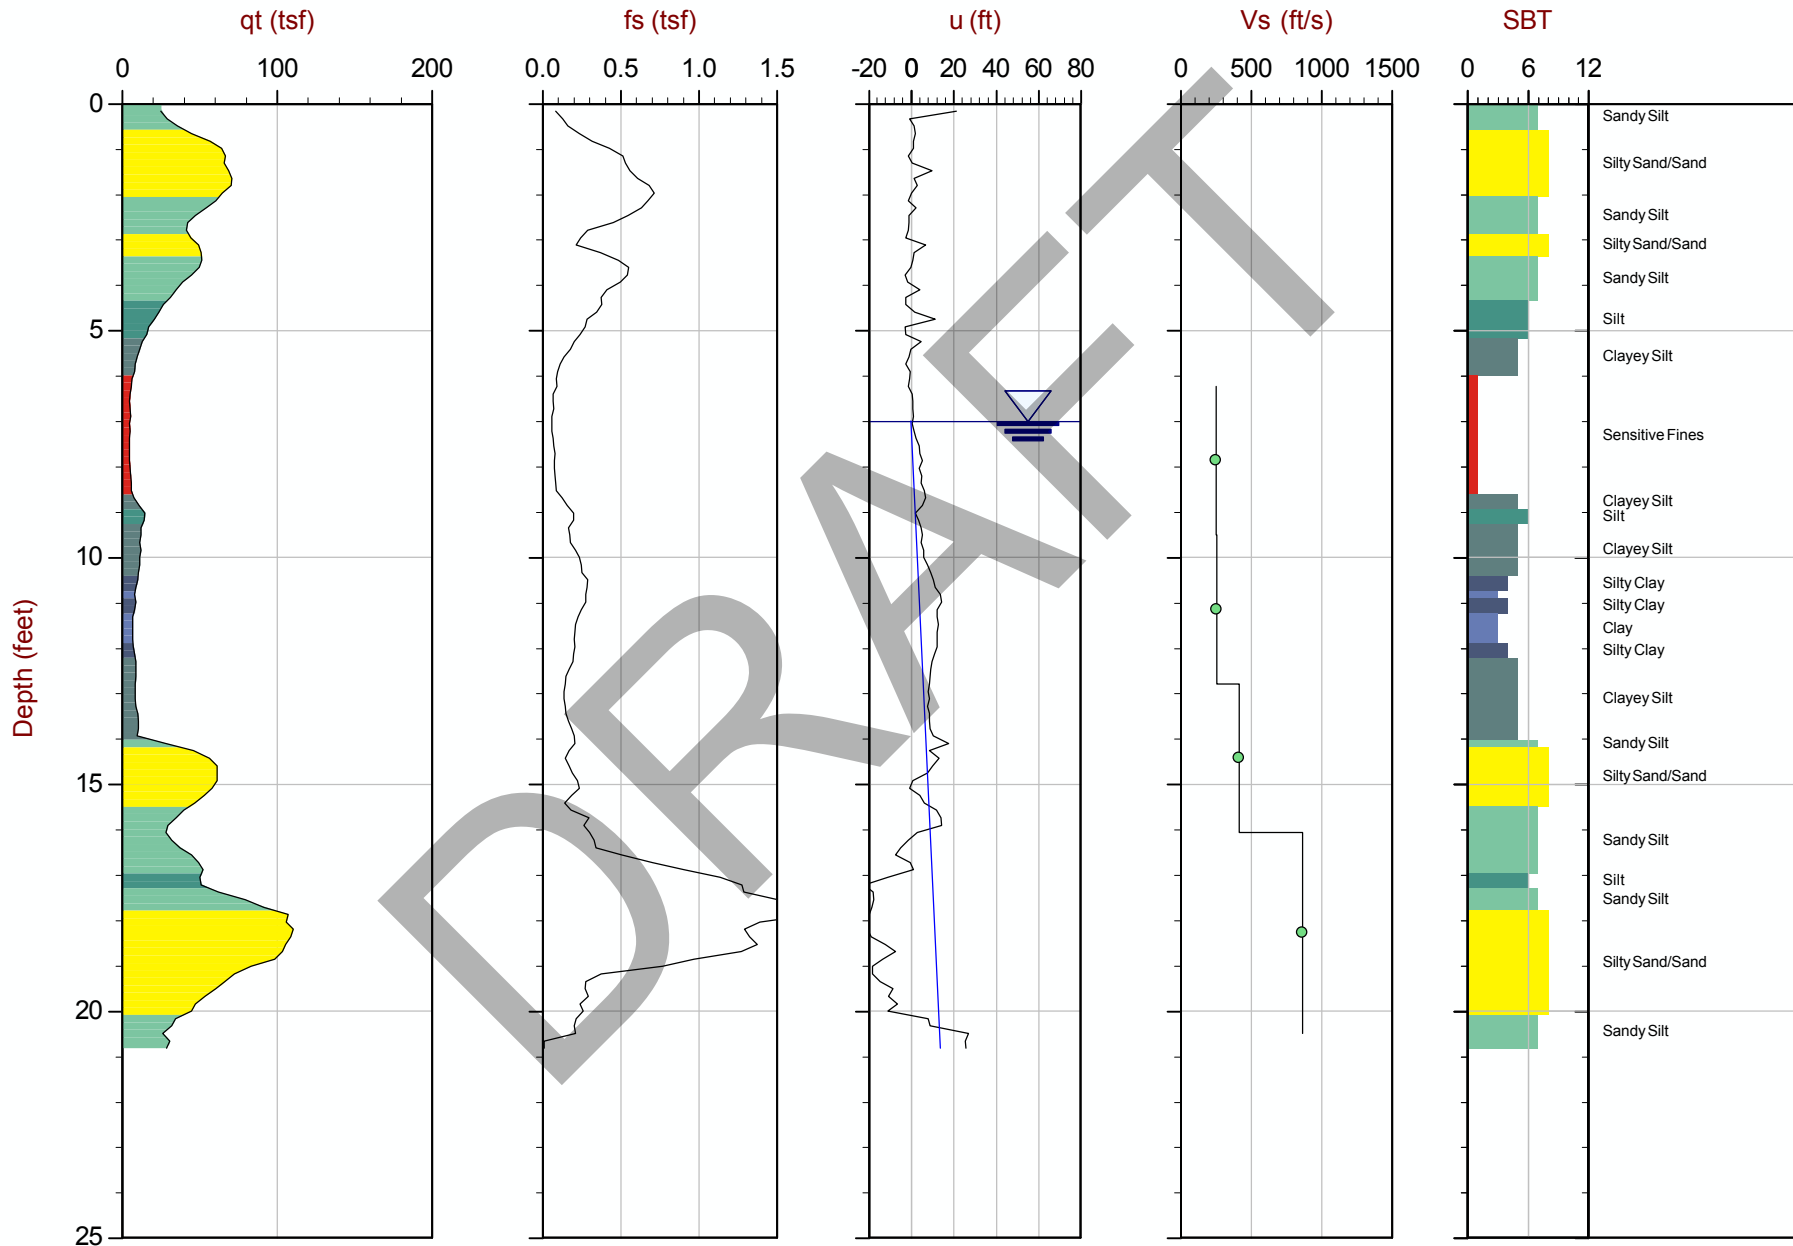 qt (tsf) fs (tsf) u (ft) Vs (ft/s) SBT
0 100 200 0.0 0.5 1.0 1.5 -20 0 20 40 60 80 0 500 1000 1500 0 6 12
0
Sandy Silt
Silty Sand/Sand
Sandy Silt
Silty Sand/Sand
Sandy Silt
Silt
5
Clayey Silt
Sensitive Fines
Clayey Silt
Silt
Clayey Silt
10
Silty Clay
Silty Clay
Clay
Silty Clay
Depth (feet)
Clayey Silt
Sandy Silt
Silty Sand/Sand
15
Sandy Silt
Silt
Sandy Silt
Silty Sand/Sand
20
Sandy Silt
25
DRAFT